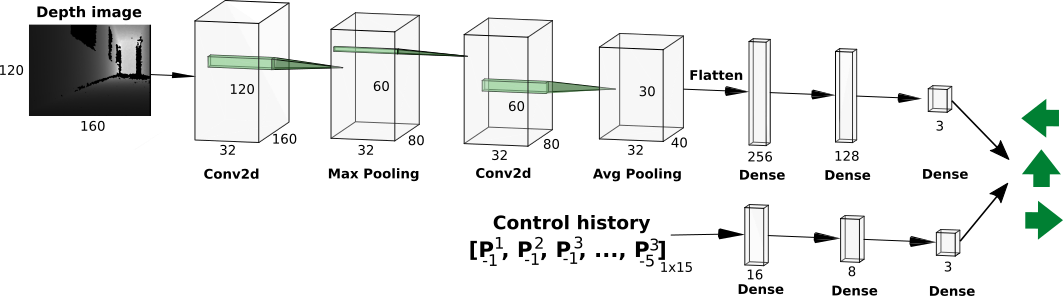 Depth image
120
160
120
160
32
Conv2d
60
80
32
Max Pooling
60
80
32
Conv2d
30
40
32
Avg Pooling
Flatten
256
Dense
128
Dense
3
Dense
Control history
[P^1_-1, P^2_-1, P^3_-1, ..., P^3_-5]_1x15
16
Dense
8
Dense
3
Dense